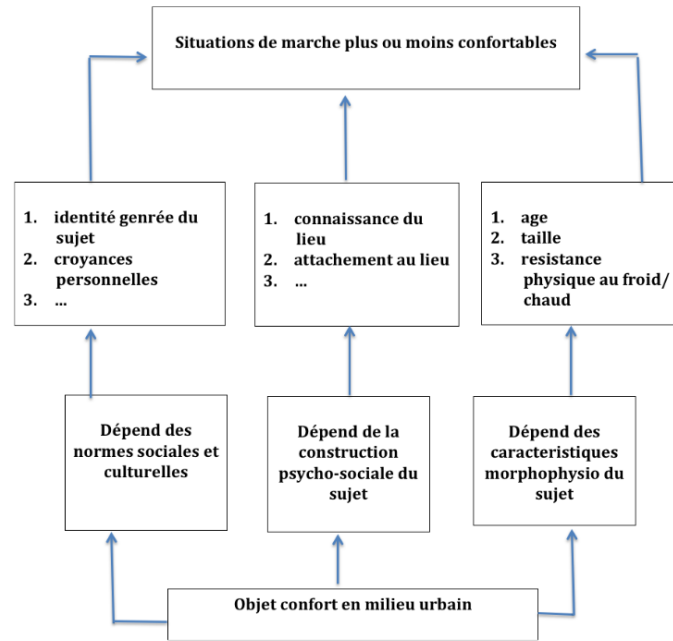 Situations de marche plus ou moins confortables
1. identité genrée du
sujet
2. croyances
personnelles
3. ...
1. connaissance du
lieu
2. attachement au lieu
3. ...
1. age
2. taille
3. resistance
physique au froid/
chaud
Dépend des
normes sociales et
culturelles
Dépend de la
construction
psycho-sociale du
sujet
Dépend des
caracteristiques
morphophysio du
sujet
Objet confort en milieu urbain